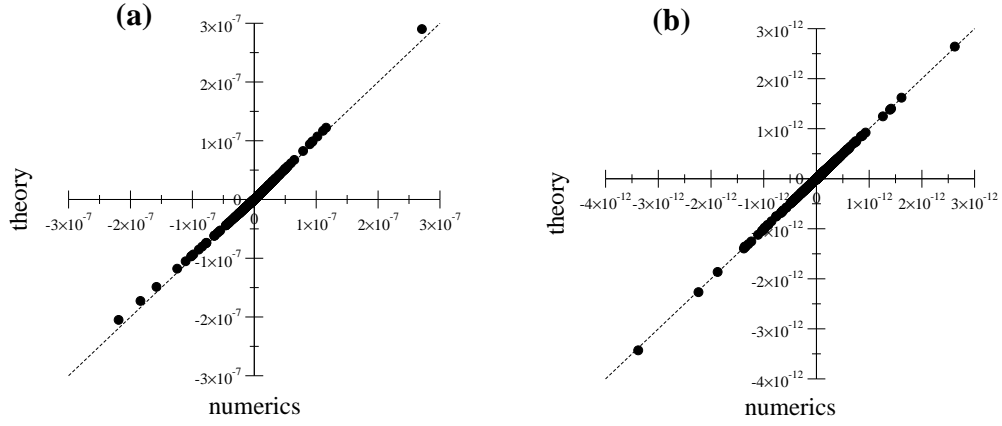 (a)
3×10⁻⁷
2×10⁻⁷
1×10⁻⁷
0
-1×10⁻⁷
-2×10⁻⁷
-3×10⁻⁷
-3×10⁻⁷ -2×10⁻⁷ -1×10⁻⁷ 0 1×10⁻⁷ 2×10⁻⁷ 3×10⁻⁷
theory
numerics
(b)
3×10⁻¹²
2×10⁻¹²
1×10⁻¹²
0
-1×10⁻¹²
-2×10⁻¹²
-3×10⁻¹²
-4×10⁻¹²
-4×10⁻¹² -3×10⁻¹² -2×10⁻¹² -1×10⁻¹² 0 1×10⁻¹² 2×10⁻¹² 3×10⁻¹²
theory
numerics